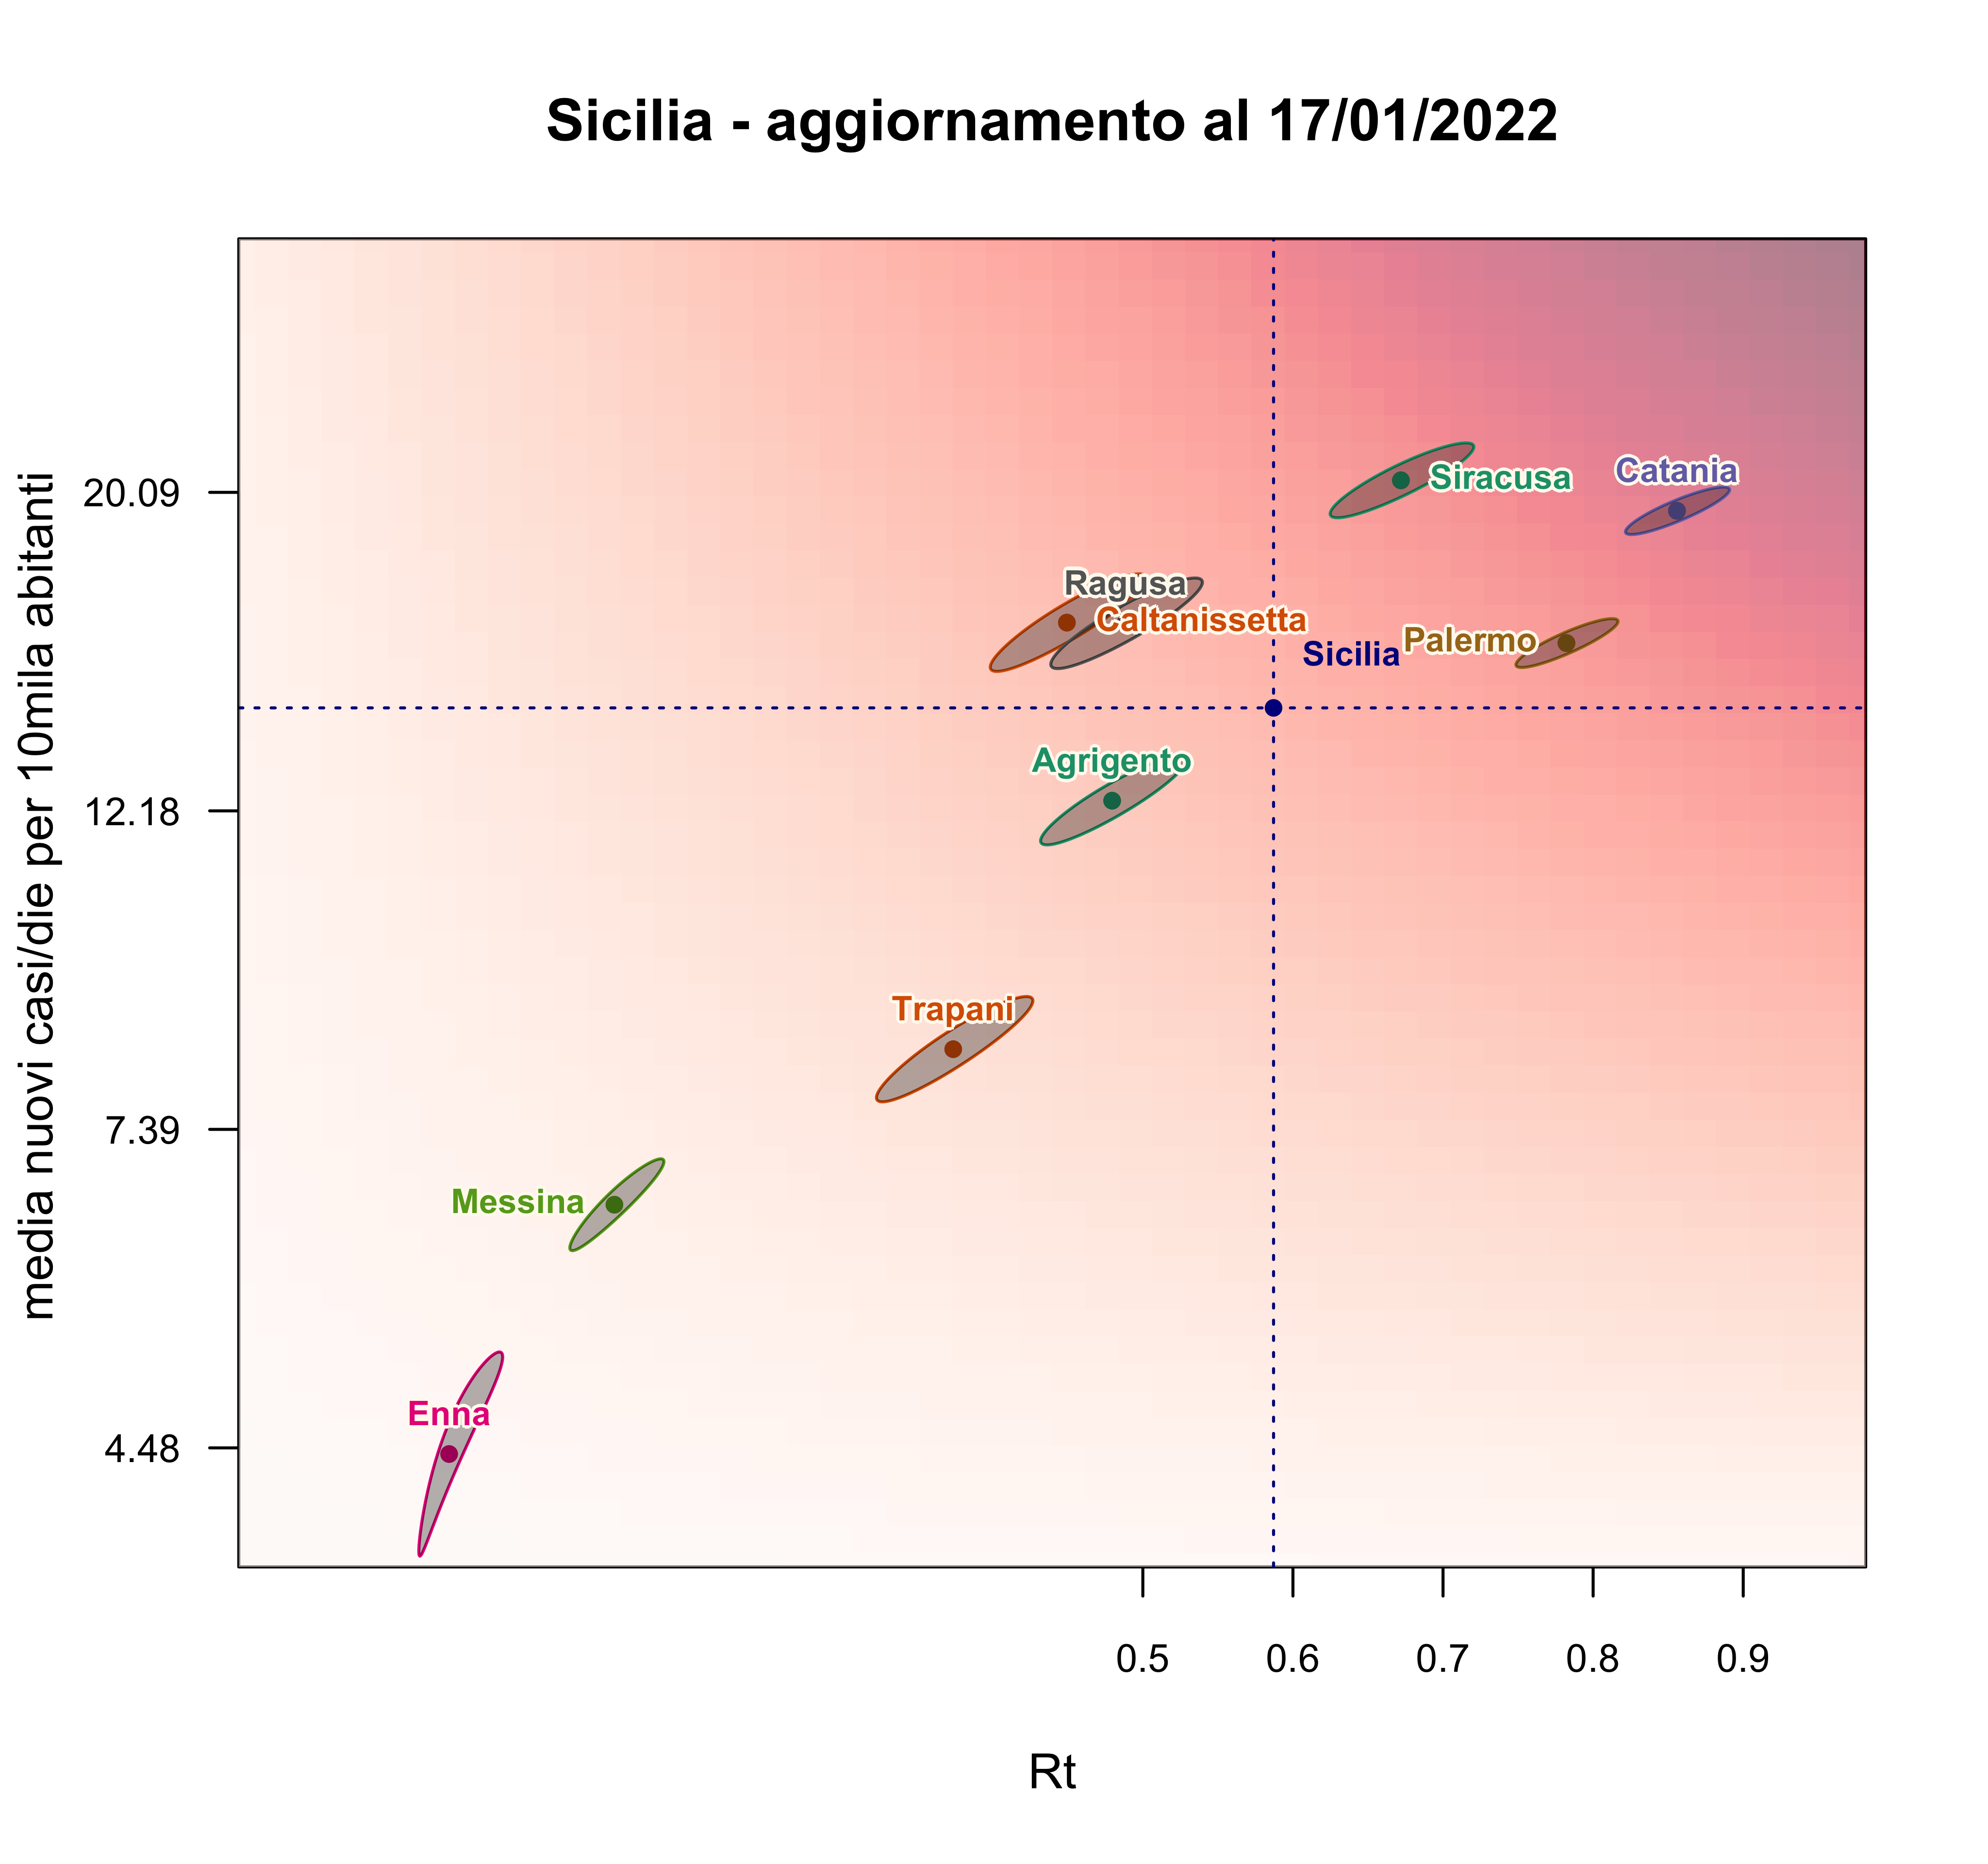 Sicilia - aggiornamento al 17/01/2022
media nuovi casi/die per 10mila abitanti
20.09
12.18
7.39
4.48
Siracusa
Catania
Ragusa
Caltanissetta
Palermo
Sicilia
Agrigento
Trapani
Messina
Enna
0.5 0.6 0.7 0.8 0.9
Rt